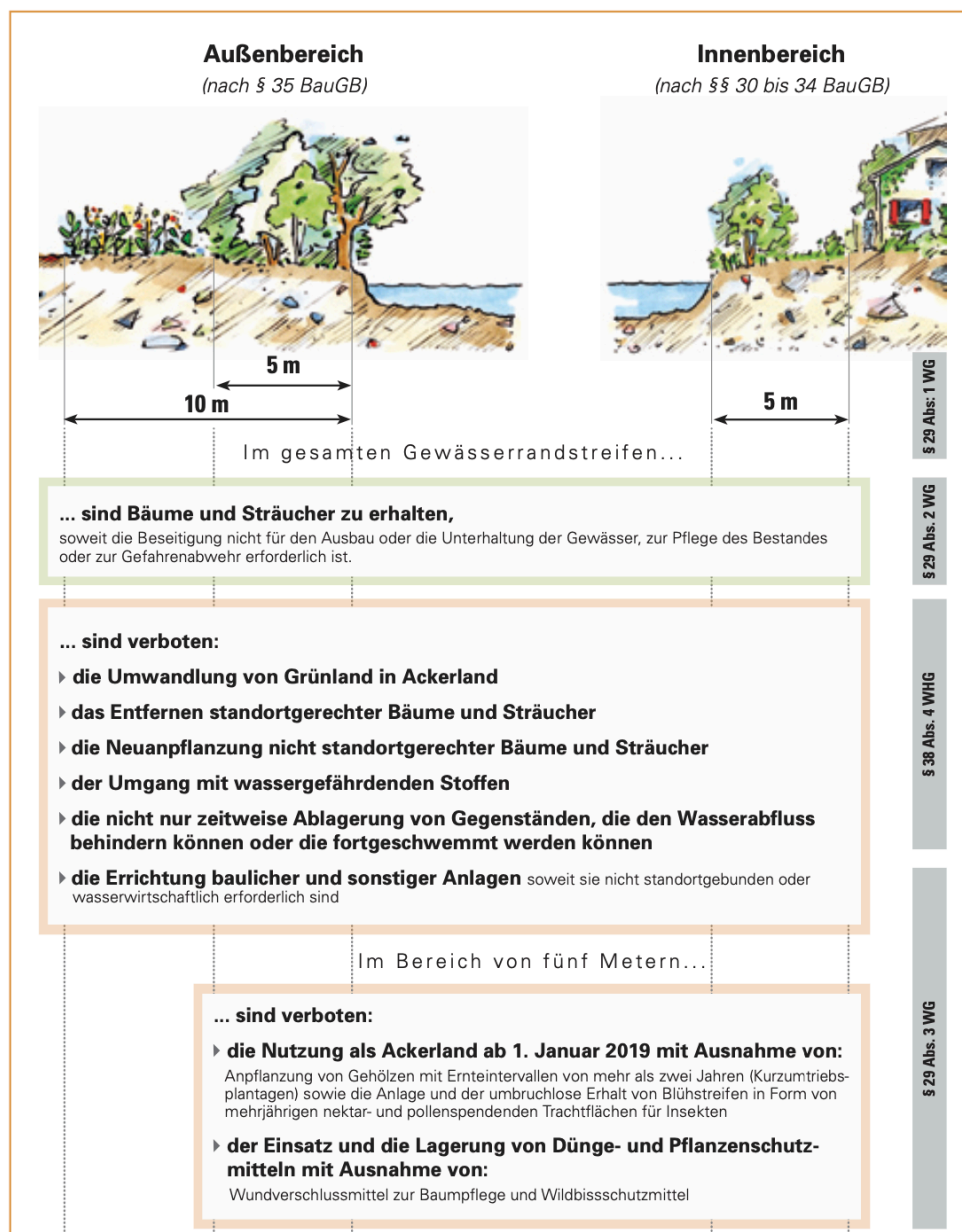 Außenbereich
(nach § 35 BauGB)
Innenbereich
(nach §§ 30 bis 34 BauGB)
5 m
10 m
5 m
§ 29 Abs: 1 WG
Im gesamten Gewässerrandstreifen...
... sind Bäume und Sträucher zu erhalten,
soweit die Beseitigung nicht für den Ausbau oder die Unterhaltung der Gewässer, zur Pflege des Bestandes
oder zur Gefahrenabwehr erforderlich ist.
§ 29 Abs. 2 WG
... sind verboten:
die Umwandlung von Grünland in Ackerland
das Entfernen standortgerechter Bäume und Sträucher
die Neuanpflanzung nicht standortgerechter Bäume und Sträucher
der Umgang mit wassergefährdenden Stoffen
die nicht nur zeitweise Ablagerung von Gegenständen, die den Wasserabfluss
behindern können oder die fortgeschwemmt werden können
die Errichtung baulicher und sonstiger Anlagen soweit sie nicht standortgebunden oder
wasserwirtschaftlich erforderlich sind
§ 38 Abs. 4 WHG
Im Bereich von fünf Metern...
... sind verboten:
die Nutzung als Ackerland ab 1. Januar 2019 mit Ausnahme von:
Anpflanzung von Gehölzen mit Ernteintervallen von mehr als zwei Jahren (Kurzumtriebs-
plantagen) sowie die Anlage und der umbruchlose Erhalt von Blühstreifen in Form von
mehrjährigen nektar- und pollenspendenden Trachtflächen für Insekten
der Einsatz und die Lagerung von Dünge- und Pflanzenschutz-
mitteln mit Ausnahme von:
Wundverschlussmittel zur Baumpflege und Wildbissschutzmittel
§ 29 Abs. 3 WG